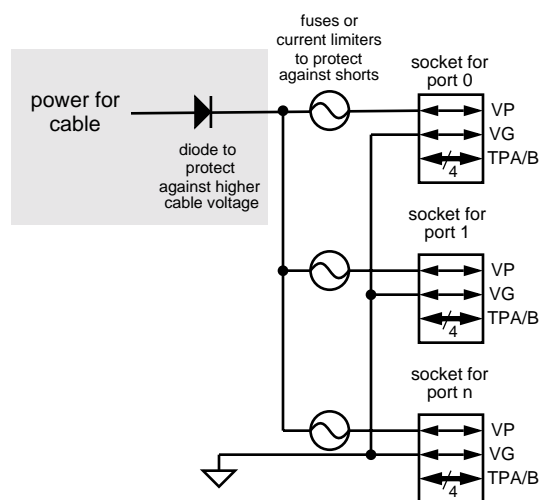 fuses or
current limiters
to protect
against shorts
socket for
port 0
power for
cable
VP
VG
TPA/B
4
diode to
protect
against higher
cable voltage
socket for
port 1
VP
VG
TPA/B
4
socket for
port n
VP
VG
TPA/B
4